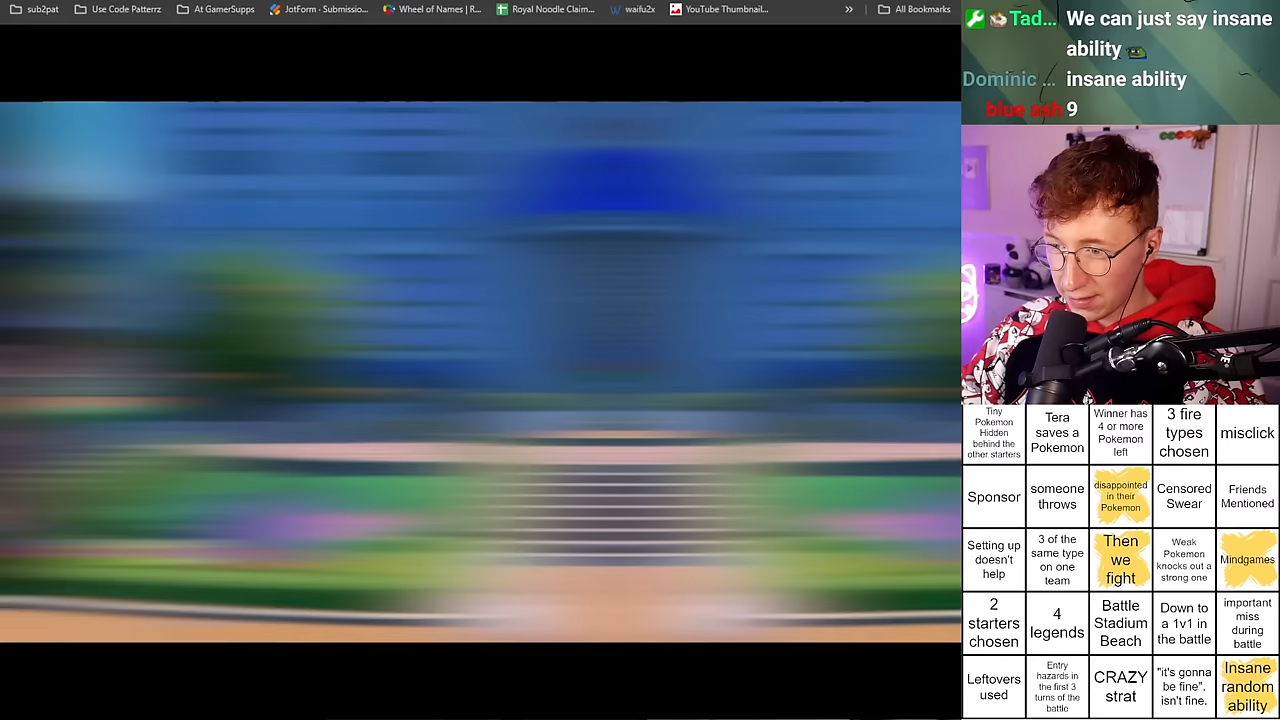 sub2pat
Use Code Patterrz
At GamerSupps
JotForm · Submissio...
Wheel of Names | R...
Royal Noodle Claim...
waifu2x
YouTube Thumbnail...
»
All Bookmarks
Tad... We can just say insane
ability
Dominic ... insane ability
blue ash 9
Tiny
Pokemon
Hidden
behind the
other starters
Tera
saves a
Pokemon
Winner has
4 or more
Pokemon
left
3 fire
types
chosen
misclick
Sponsor
someone
throws
disappointed
in their
Pokemon
Censored
Swear
Friends
Mentioned
Setting up
doesn't
help
3 of the
same type
on one
team
Then
we
fight
Weak
Pokemon
knocks out a
strong one
Mindgames
2
starters
chosen
4
legends
Battle
Stadium
Beach
Down to
a 1v1 in
the battle
important
miss
during
battle
Leftovers
used
Entry
hazards in
the first 3
turns of the
battle
CRAZY
strat
"it's gonna
be fine".
isn't fine.
Insane
random
ability